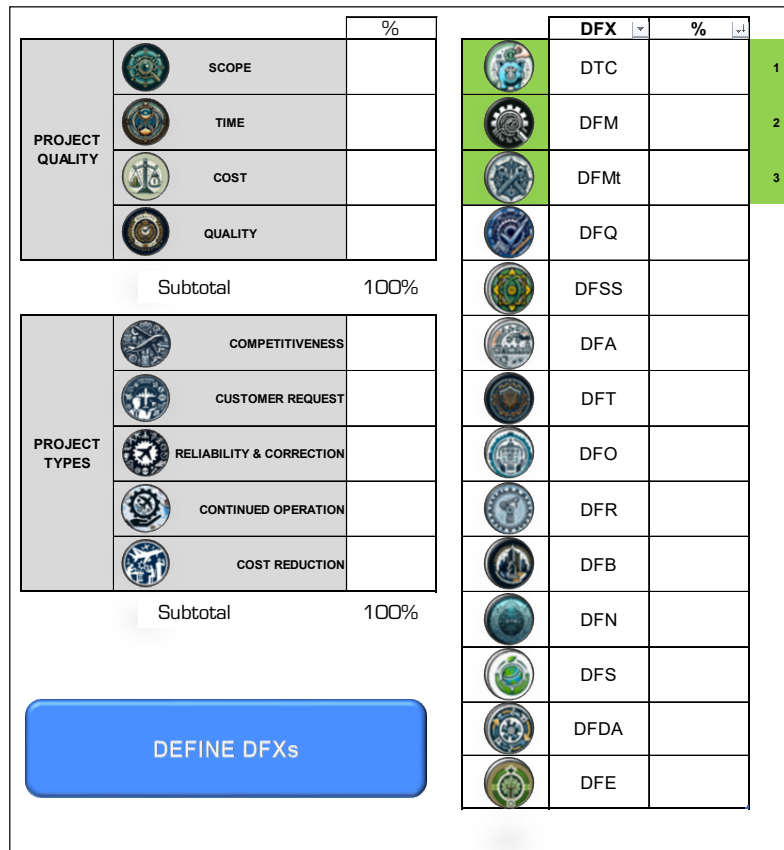 %
SCOPE
TIME
PROJECT
QUALITY
COST
QUALITY
Subtotal 100%
COMPETITIVENESS
CUSTOMER REQUEST
PROJECT
TYPES
RELIABILITY & CORRECTION
CONTINUED OPERATION
COST REDUCTION
Subtotal 100%
DEFINE DFXs
DFX %
DTC 1
DFM 2
DFMt 3
DFQ
DFSS
DFA
DFT
DFO
DFR
DFB
DFN
DFS
DFDA
DFE